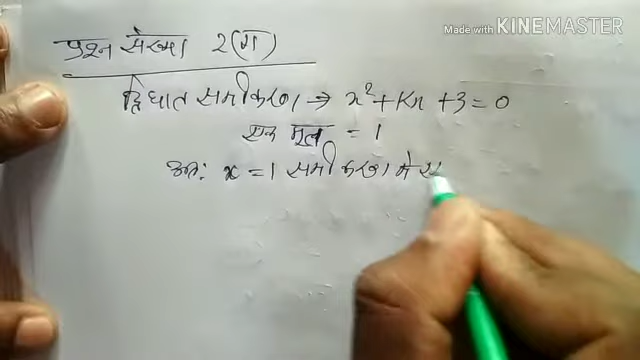 Made with KINEMASTER
प्रश्न संख्या 2(ग)
द्विघात समीकरण → x² + Kx + 3 = 0
एक मूल = 1
अतः x = 1 समीकरण में